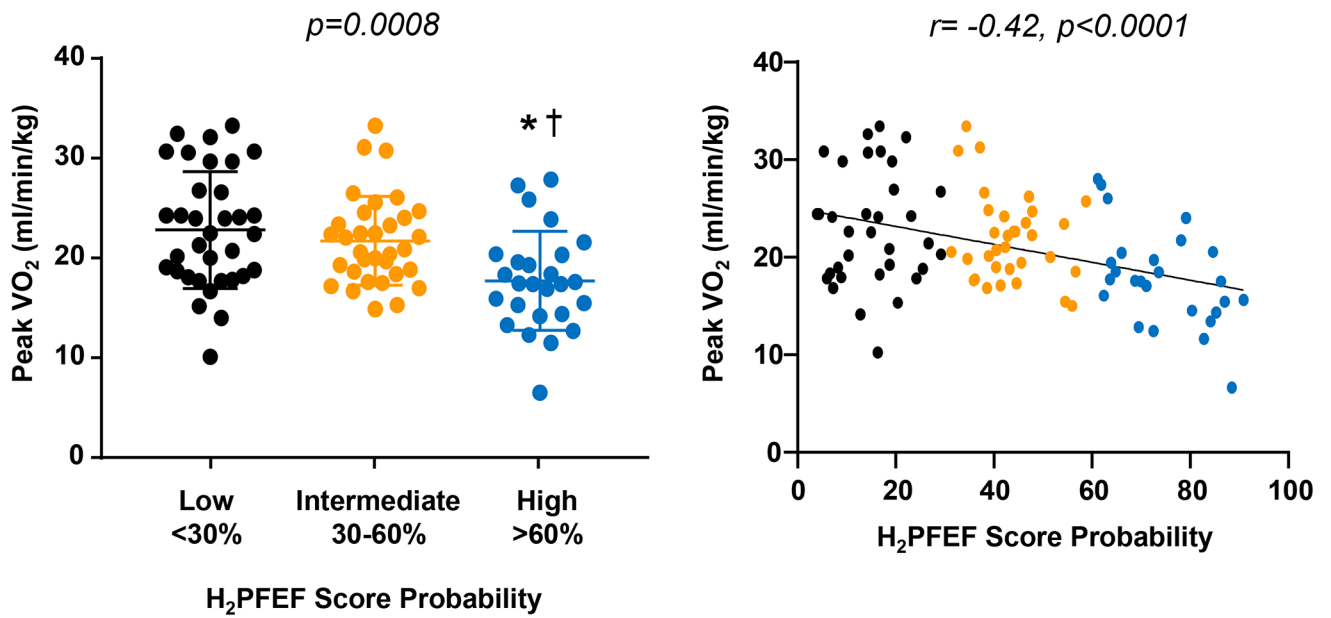 p=0.0008
40
30
20
10
0
Peak VO₂ (ml/min/kg)
* †
Low Intermediate High
<30% 30-60% >60%
H₂PFEF Score Probability
r= -0.42, p<0.0001
40
30
20
10
0
Peak VO₂ (ml/min/kg)
0 20 40 60 80 100
H₂PFEF Score Probability